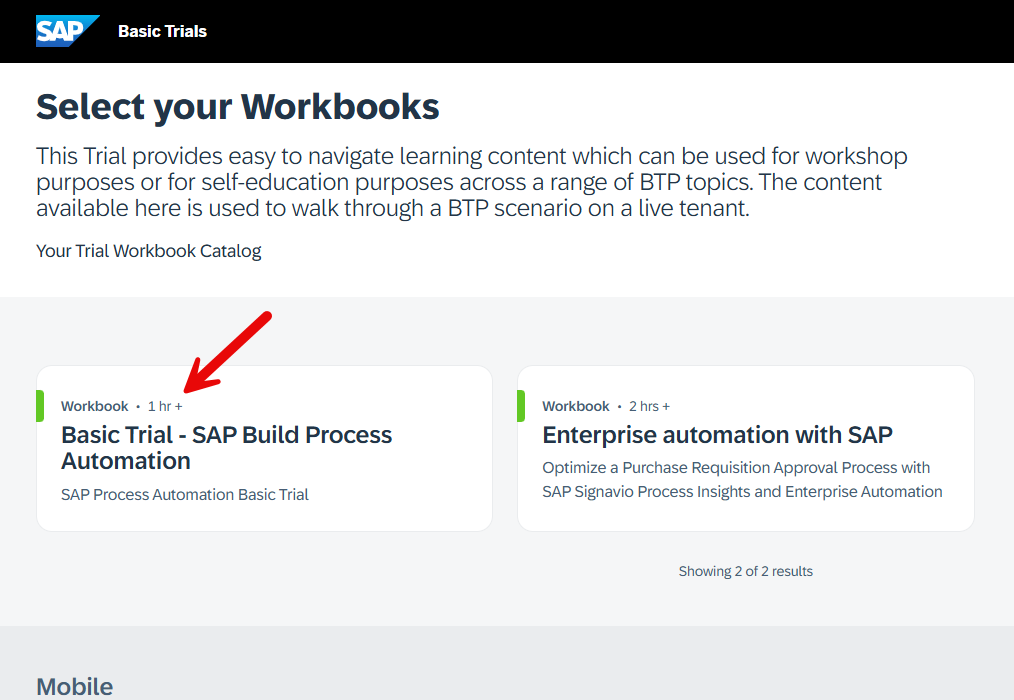 SAP Basic Trials
Select your Workbooks
This Trial provides easy to navigate learning content which can be used for workshop
purposes or for self-education purposes across a range of BTP topics. The content
available here is used to walk through a BTP scenario on a live tenant.
Your Trial Workbook Catalog
Workbook • 1 hr +
Basic Trial - SAP Build Process
Automation
SAP Process Automation Basic Trial
Workbook • 2 hrs +
Enterprise automation with SAP
Optimize a Purchase Requisition Approval Process with
SAP Signavio Process Insights and Enterprise Automation
Showing 2 of 2 results
Mobile